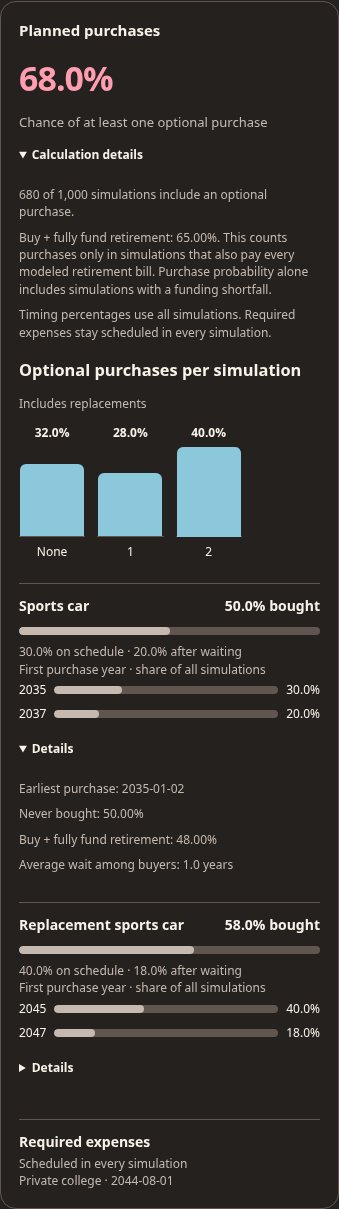 Planned purchases
68.0%
Chance of at least one optional purchase
▼ Calculation details
680 of 1,000 simulations include an optional
purchase.
Buy + fully fund retirement: 65.00%. This counts
purchases only in simulations that also pay every
modeled retirement bill. Purchase probability alone
includes simulations with a funding shortfall.
Timing percentages use all simulations. Required
expenses stay scheduled in every simulation.
Optional purchases per simulation
Includes replacements
32.0% 28.0% 40.0%
None 1 2
Sports car 50.0% bought
30.0% on schedule · 20.0% after waiting
First purchase year · share of all simulations
2035 30.0%
2037 20.0%
▼ Details
Earliest purchase: 2035-01-02
Never bought: 50.00%
Buy + fully fund retirement: 48.00%
Average wait among buyers: 1.0 years
Replacement sports car 58.0% bought
40.0% on schedule · 18.0% after waiting
First purchase year · share of all simulations
2045 40.0%
2047 18.0%
▶ Details
Required expenses
Scheduled in every simulation
Private college · 2044-08-01